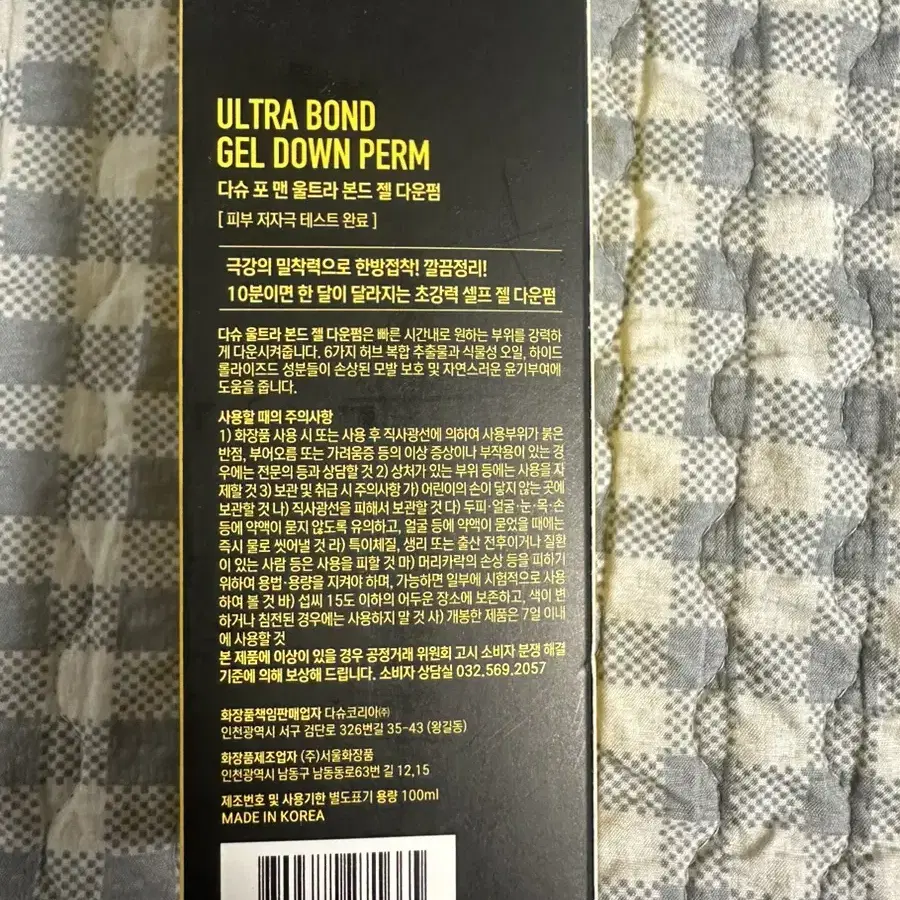 ULTRA BOND
GEL DOWN PERM
다슈 포 맨 울트라 본드 젤 다운펌
[ 피부 저자극 테스트 완료 ]
극강의 밀착력으로 한방접착! 깔끔정리!
10분이면 한 달이 달라지는 초강력 셀프 젤 다운펌
다슈 울트라 본드 젤 다운펌은 빠른 시간내로 원하는 부위를 강력하
게 다운시켜줍니다. 6가지 허브 복합 추출물과 식물성 오일, 하이드
롤라이즈드 성분들이 손상된 모발 보호 및 자연스러운 윤기부여에
도움을 줍니다.
사용할 때의 주의사항
1) 화장품 사용 시 또는 사용 후 직사광선에 의하여 사용부위가 붉은
반점, 부어오름 또는 가려움증 등의 이상 증상이나 부작용이 있는 경
우에는 전문의 등과 상담할 것 2) 상처가 있는 부위 등에는 사용을 자
제할 것 3) 보관 및 취급 시 주의사항 가) 어린이의 손이 닿지 않는 곳에
보관할 것 나) 직사광선을 피해서 보관할 것 다) 두피·얼굴·눈·목·손
등에 약액이 묻지 않도록 유의하고, 얼굴 등에 약액이 묻었을 때에는
즉시 물로 씻어낼 것 라) 특이체질, 생리 또는 출산 전후이거나 질환
이 있는 사람 등은 사용을 피할 것 마) 머리카락의 손상 등을 피하기
위하여 용법·용량을 지켜야 하며, 가능하면 일부에 시험적으로 사용
하여 볼 것 바) 섭씨 15도 이하의 어두운 장소에 보존하고, 색이 변
하거나 침전된 경우에는 사용하지 말 것 사) 개봉한 제품은 7일 이내
에 사용할 것
본 제품에 이상이 있을 경우 공정거래 위원회 고시 소비자 분쟁 해결
기준에 의해 보상해 드립니다. 소비자 상담실 032.569.2057
화장품책임판매업자 다슈코리아㈜
인천광역시 서구 검단로 326번길 35-43 (왕길동)
화장품제조업자 (주)서울화장품
인천광역시 남동구 남동동로63번 길 12,15
제조번호 및 사용기한 별도표기 용량 100ml
MADE IN KOREA